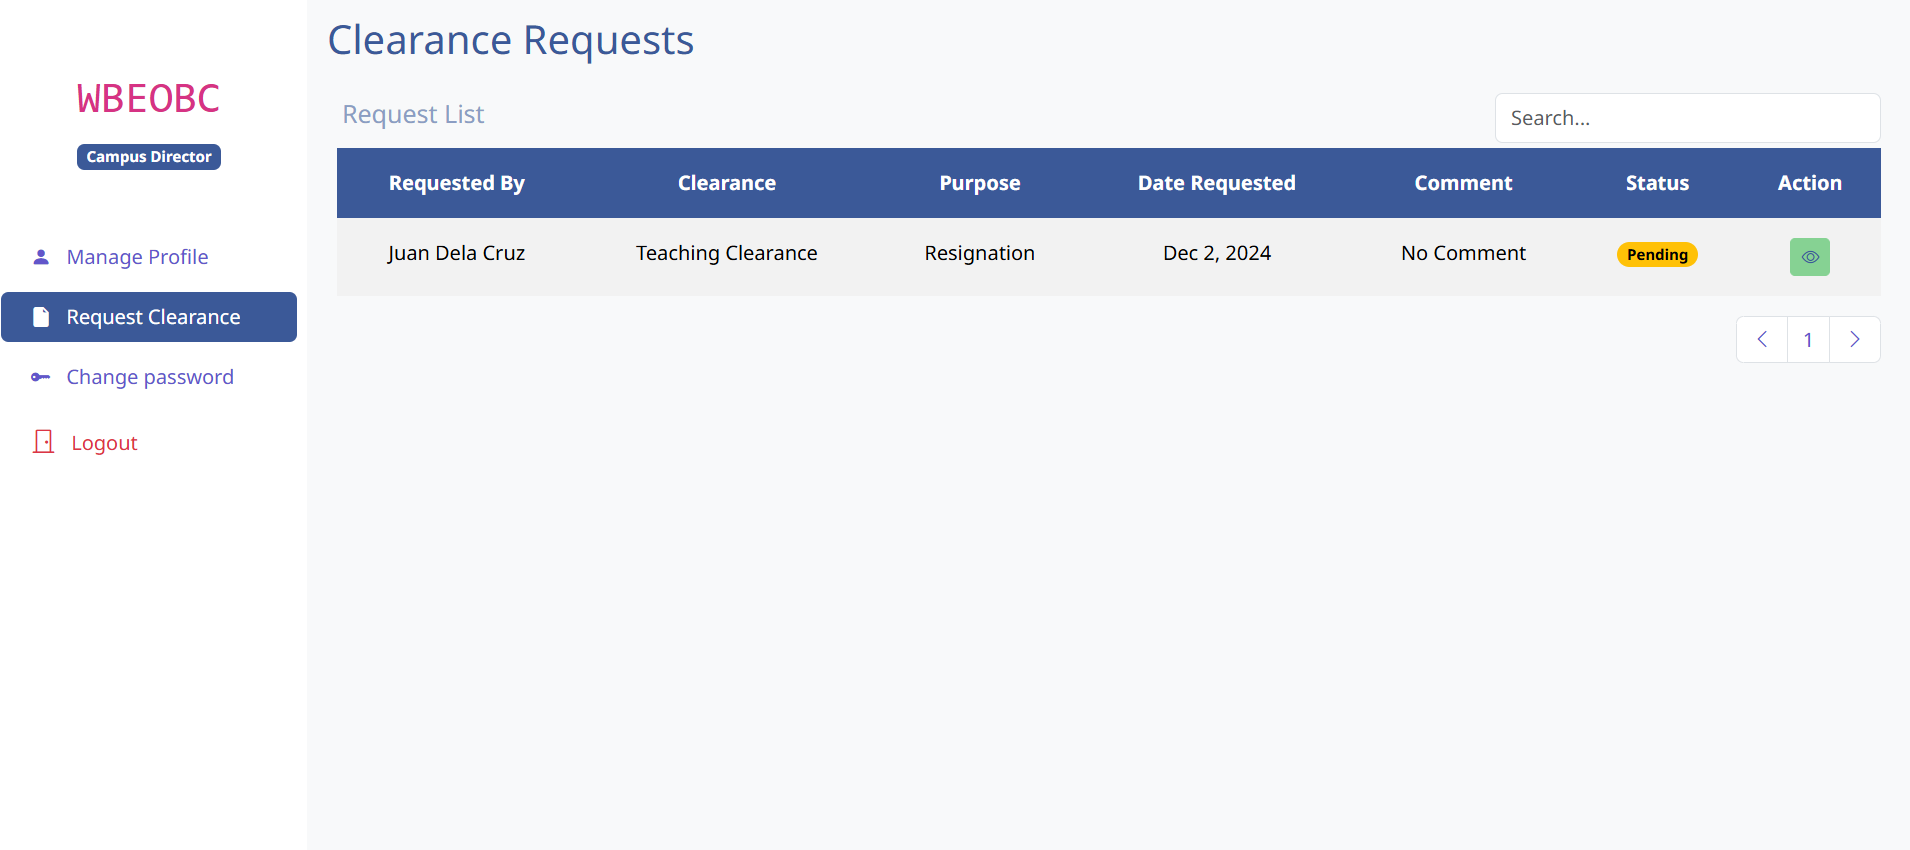 WBEOBC
Campus Director
Manage Profile
Request Clearance
Change password
Logout
Clearance Requests
Request List
Search...
Requested By Clearance Purpose Date Requested Comment Status Action
Juan Dela Cruz Teaching Clearance Resignation Dec 2, 2024 No Comment Pending
1